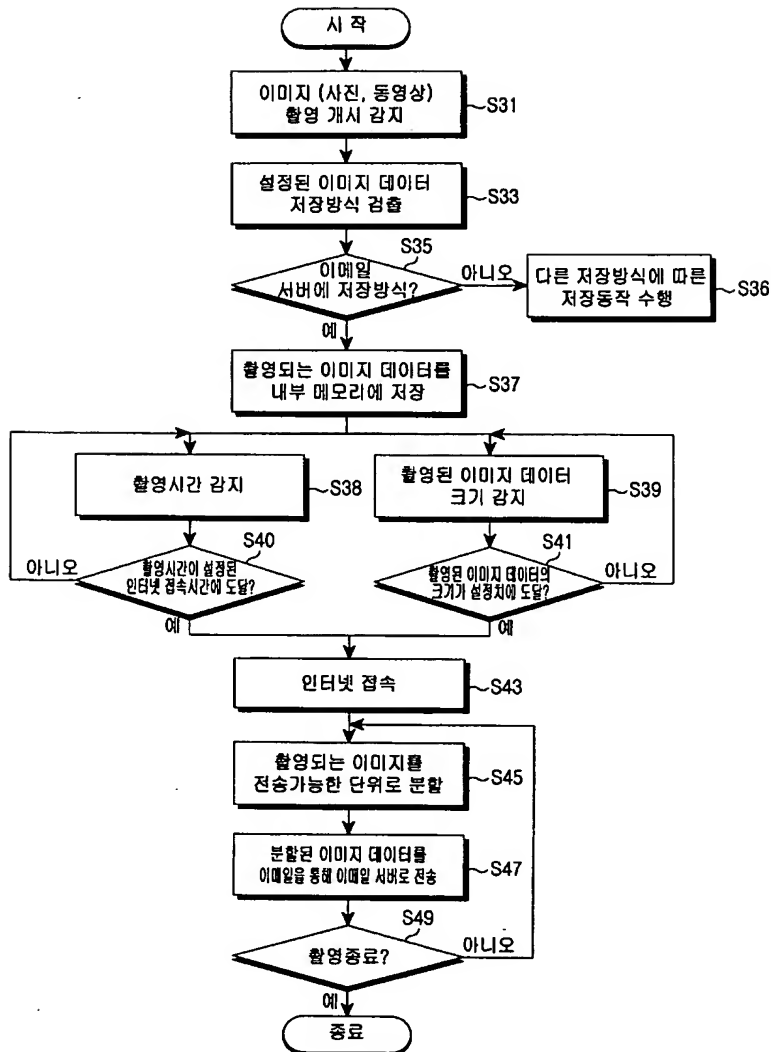 시 작
이미지 (사진, 동영상)
촬영 개시 감지
S31
설정된 이미지 데이터
저장방식 검출
S33
S35
이메일
서버에 저장방식?
아니오
예
다른 저장방식에 따른
저장동작 수행
S36
촬영되는 이미지 데이터를
내부 메모리에 저장
S37
촬영시간 감지
S38
촬영된 이미지 데이터
크기 감지
S39
S40
촬영시간이 설정된
인터넷 접속시간에 도달?
아니오
예
S41
촬영된 이미지 데이터의
크기가 설정치에 도달?
아니오
예
인터넷 접속
S43
촬영되는 이미지를
전송가능한 단위로 분할
S45
분할된 이미지 데이터를
이메일을 통해 이메일 서버로 전송
S47
S49
촬영종료?
아니오
예
종료